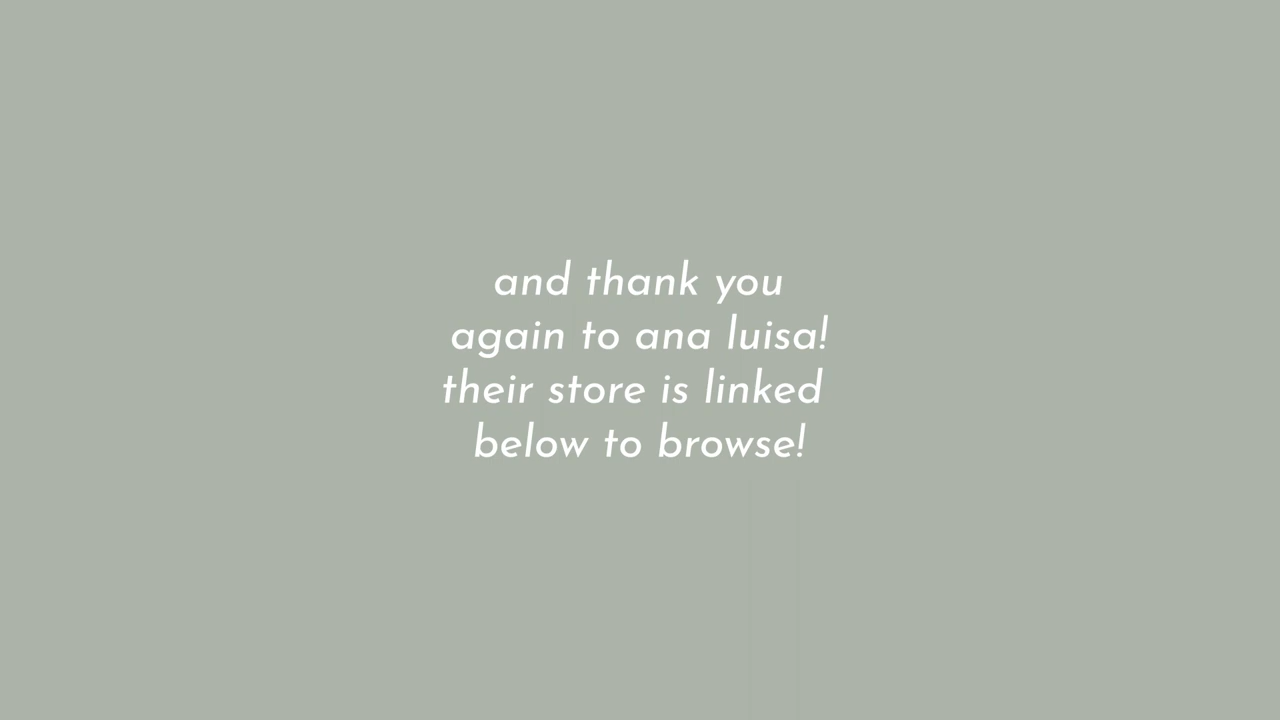 and thank you
again to ana luisa!
their store is linked
below to browse!